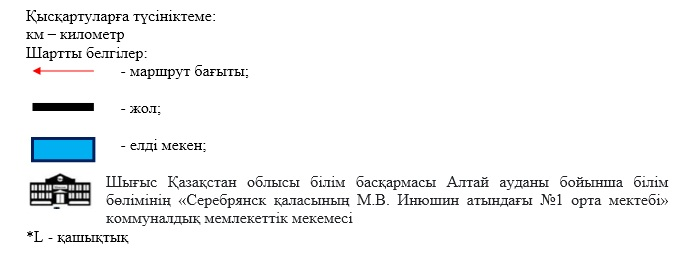 Қысқартуларға түсініктеме:
км – километр
Шартты белгілер:
- маршрут бағыты;
- жол;
- елді мекен;
Шығыс Қазақстан облысы білім басқармасы Алтай ауданы бойынша білім
бөлімінің «Серебрянск қаласының М.В. Инюшин атындағы №1 орта мектебі»
коммуналдық мемлекеттік мекемесі
*L - қашықтық